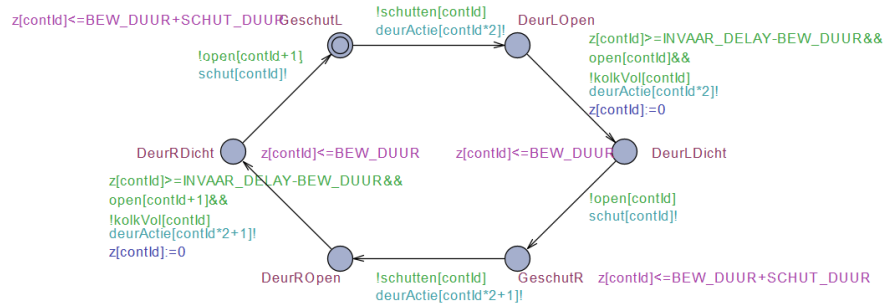 z[contId]<=BEW_DUUR+SCHUT_DUUR
GeschutL
!schutten[contId]
deurActie[contId*2]!
DeurLOpen
z[contId]>=INVAAR_DELAY-BEW_DUUR&&
open[contId]&&
!kolkVol[contId]
deurActie[contId*2]!
z[contId]:=0
!open[contId+1]
schut[contId]!
DeurRDicht
z[contId]<=BEW_DUUR
z[contId]<=BEW_DUUR
DeurLDicht
z[contId]>=INVAAR_DELAY-BEW_DUUR&&
open[contId+1]&&
!kolkVol[contId]
deurActie[contId*2+1]!
z[contId]:=0
!open[contId]
schut[contId]!
DeurROpen
!schutten[contId]
deurActie[contId*2+1]!
GeschutR
z[contId]<=BEW_DUUR+SCHUT_DUUR